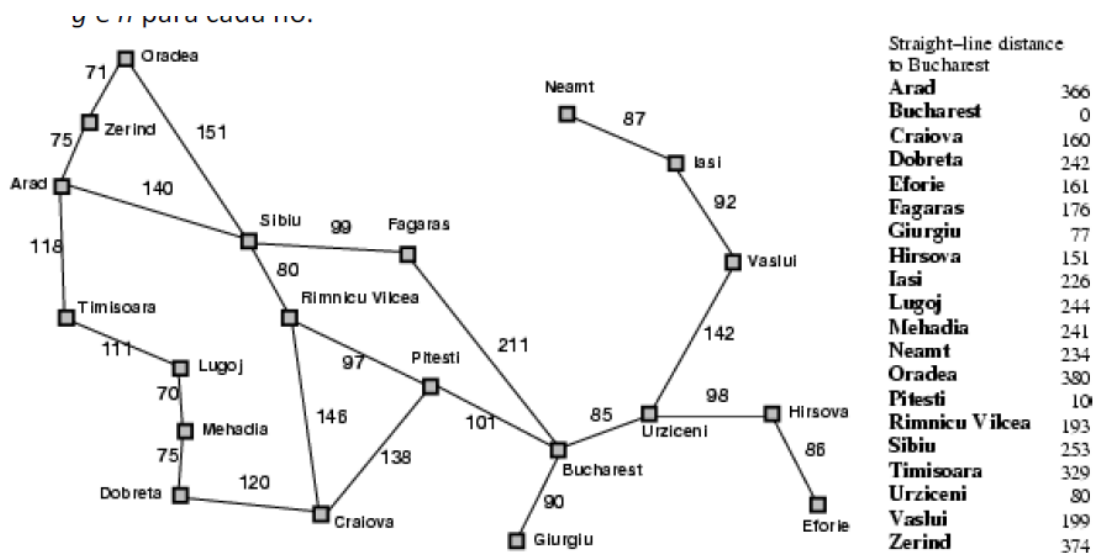 para cada
Oradea
71
Neamt
87
Zerind
151
75
Iasi
Arad
140
92
Sibiu
99
Fagaras
118
Vaslui
80
Timisoara
Rimnicu Vilcea
142
111
Lugoj
97
Pitesti
211
70
98
Hirsova
146
85
Mehadia
101
Urziceni
86
75
138
Bucharest
Dobreta
120
90
Craiova
Eforie
Giurgiu
Straight–line distance
to Bucharest
Arad 366
Bucharest 0
Craiova 160
Dobreta 242
Eforie 161
Fagaras 176
Giurgiu 77
Hirsova 151
Iasi 226
Lugoj 244
Mehadia 241
Neamt 234
Oradea 380
Pitesti 10
Rimnicu Vilcea 193
Sibiu 253
Timisoara 329
Urziceni 80
Vaslui 199
Zerind 374